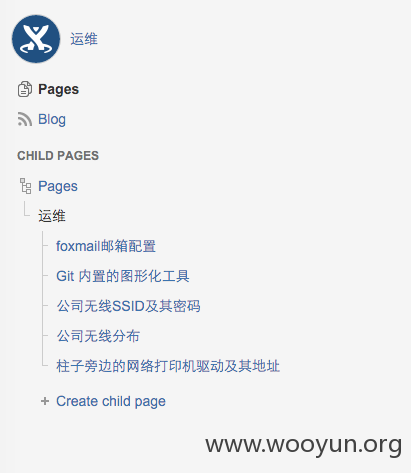 运维
Pages
Blog
CHILD PAGES
Pages
运维
foxmail邮箱配置
Git 内置的图形化工具
公司无线SSID及其密码
公司无线分布
柱子旁边的网络打印机驱动及其地址
+ Create child page
www.wooyun.org